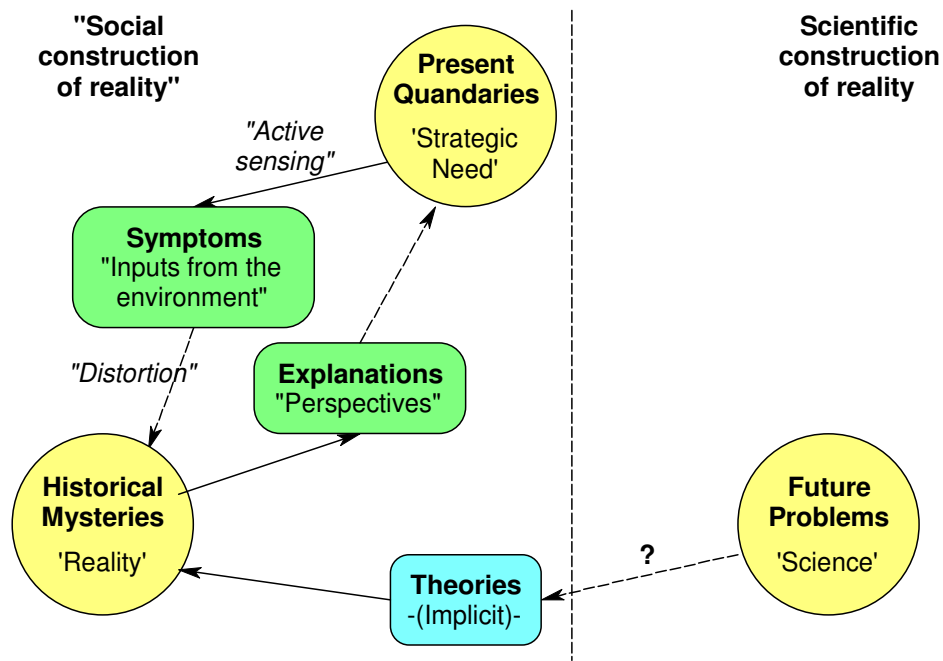 "Social
construction
of reality"
Scientific
construction
of reality
Present
Quandaries
'Strategic
Need'
"Active
sensing"
Symptoms
"Inputs from the
environment"
"Distortion"
Explanations
"Perspectives"
Historical
Mysteries
'Reality'
Theories
-(Implicit)-
?
Future
Problems
'Science'